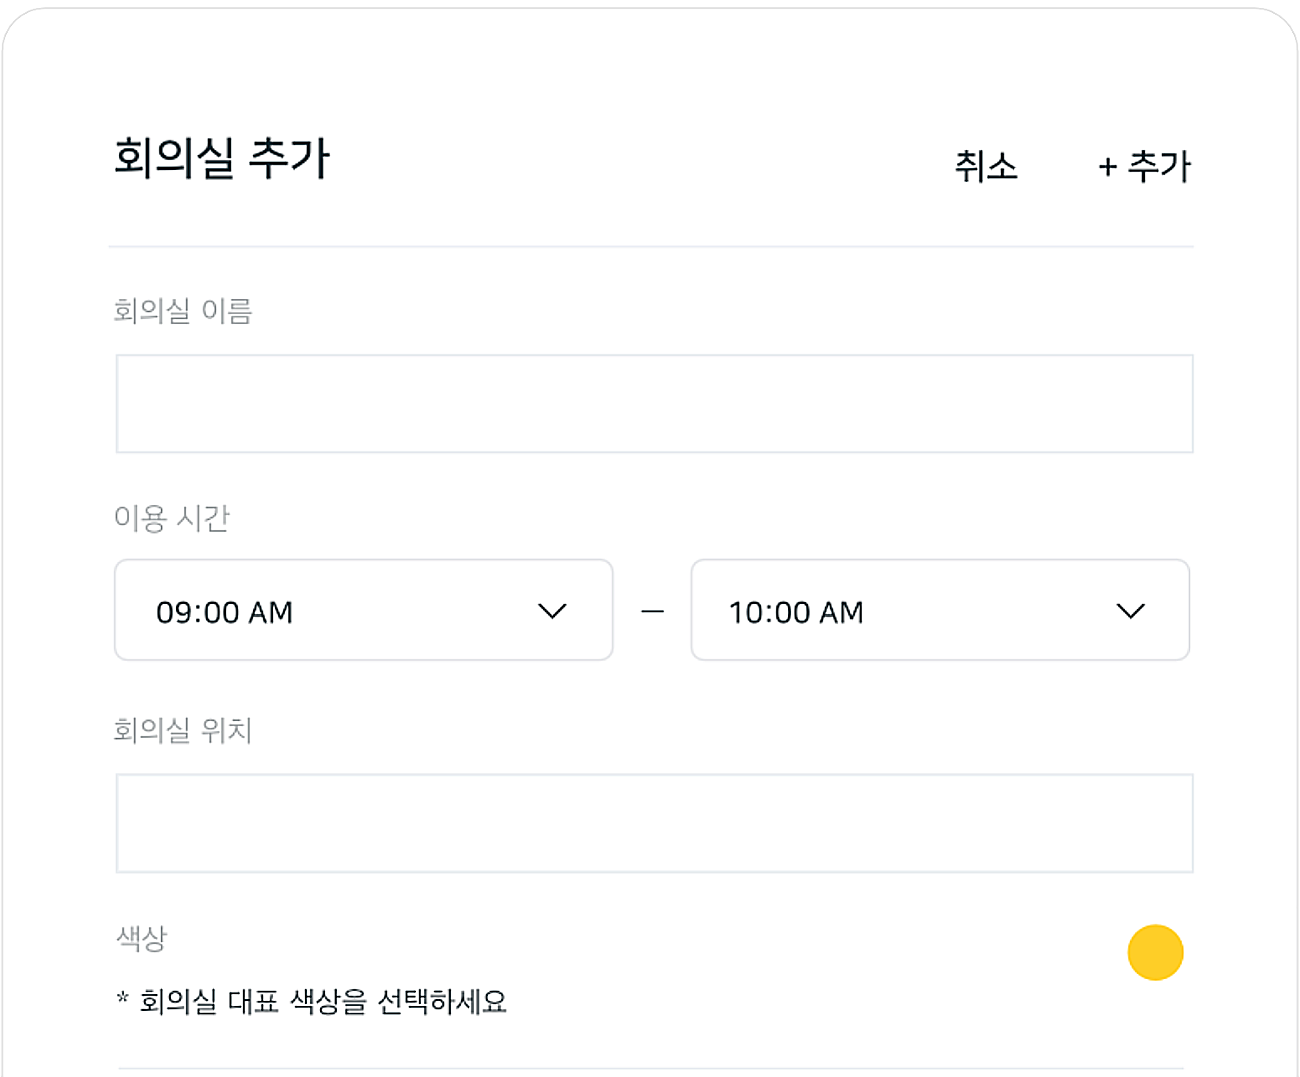 회의실 추가
취소
+ 추가
회의실 이름
이용 시간
09:00 AM – 10:00 AM
회의실 위치
색상
* 회의실 대표 색상을 선택하세요